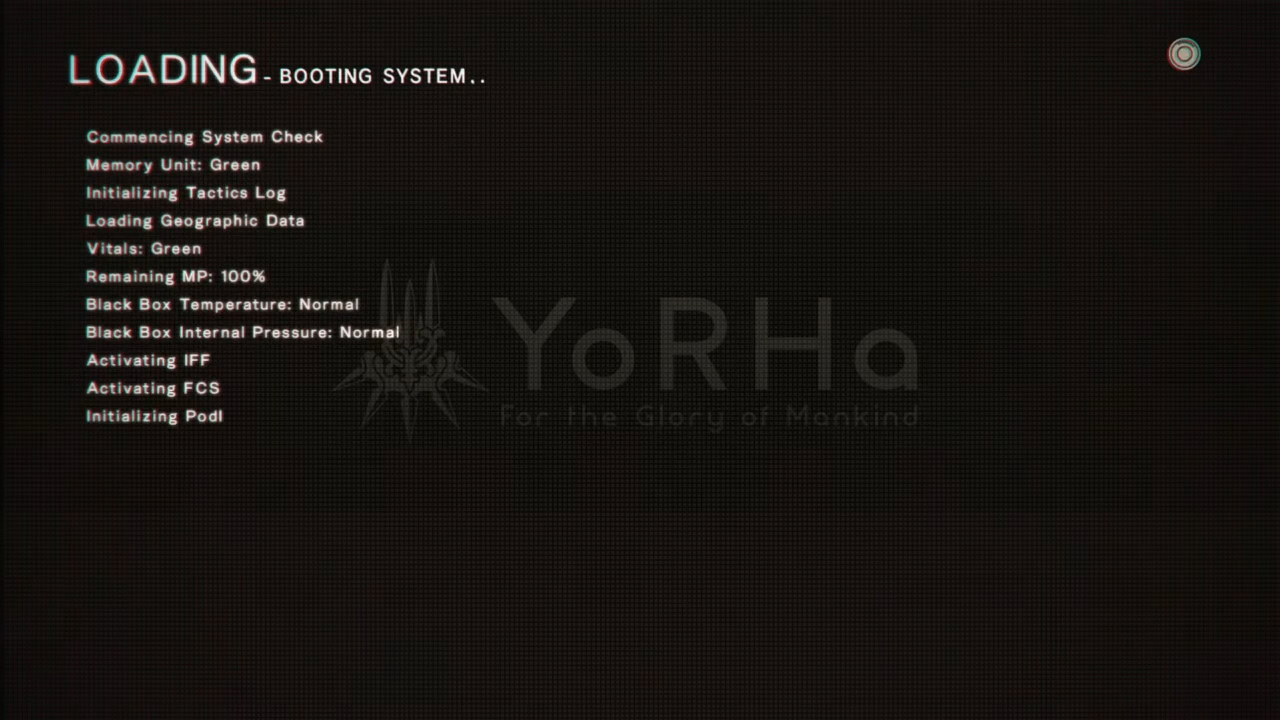 LOADING - BOOTING SYSTEM..
Commencing System Check
Memory Unit: Green
Initializing Tactics Log
Loading Geographic Data
Vitals: Green
Remaining MP: 100%
Black Box Temperature: Normal
Black Box Internal Pressure: Normal
Activating IFF
Activating FCS
Initializing Podl
YoRHa
For the Glory of Mankind